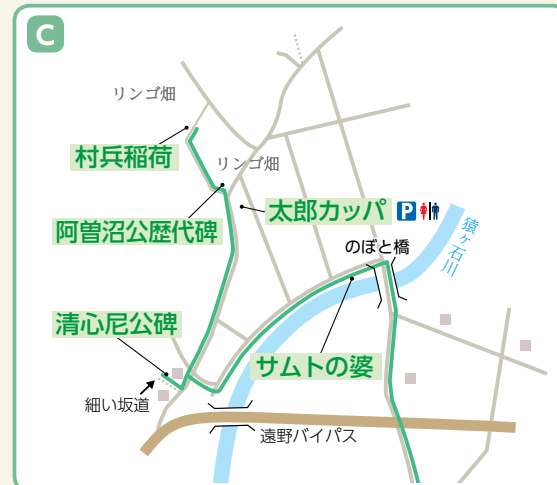 C
リンゴ畑
村兵稲荷
リンゴ畑
阿曽沼公歴代碑
太郎カッパ P
のぼと橋
猿ヶ石川
清心尼公碑
サムトの婆
細い坂道
遠野バイパス